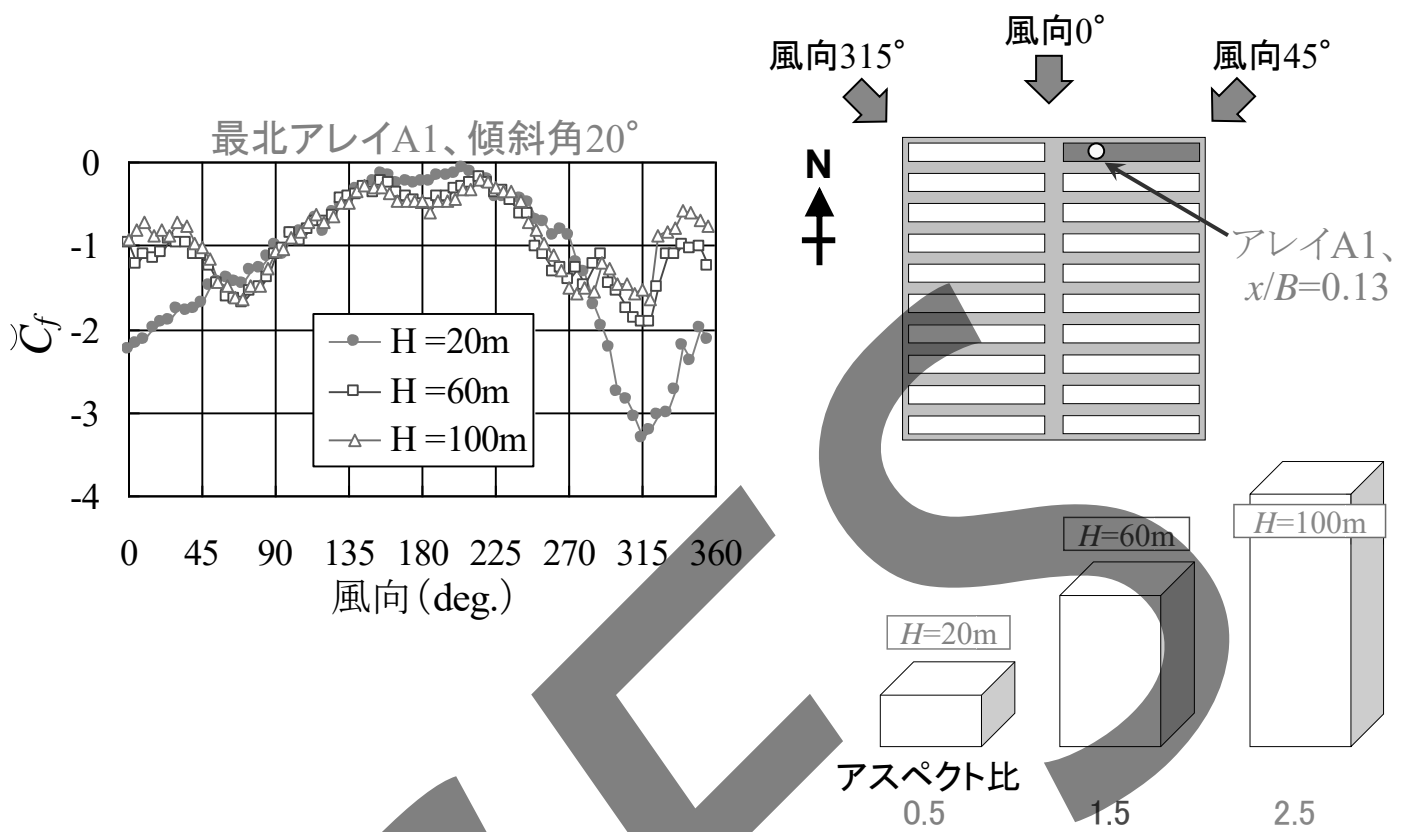 最北アレイA1、傾斜角20°
0
-1
-2
-3
-4
C̆f
H =20m
H =60m
H =100m
0 45 90 135 180 225 270 315 360
風向（deg.）
風向315°
風向0°
風向45°
N
アレイA1、
x/B=0.13
H=20m
H=60m
H=100m
アスペクト比
0.5 1.5 2.5